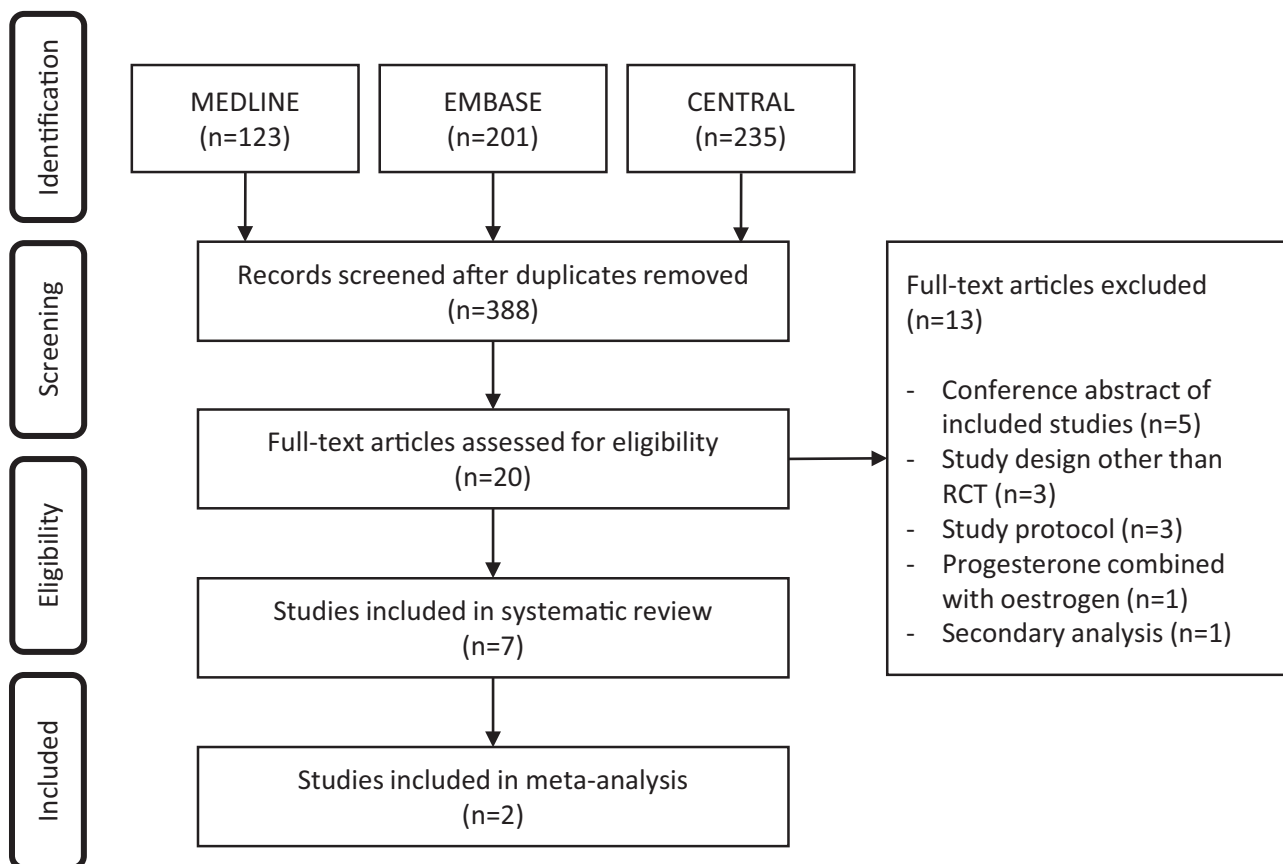 Identification
MEDLINE
(n=123)
EMBASE
(n=201)
CENTRAL
(n=235)
Screening
Records screened after duplicates removed
(n=388)
Full-text articles excluded
(n=13)
- Conference abstract of
included studies (n=5)
- Study design other than
RCT (n=3)
- Study protocol (n=3)
- Progesterone combined
with oestrogen (n=1)
- Secondary analysis (n=1)
Full-text articles assessed for eligibility
(n=20)
Eligibility
Studies included in systematic review
(n=7)
Included
Studies included in meta-analysis
(n=2)